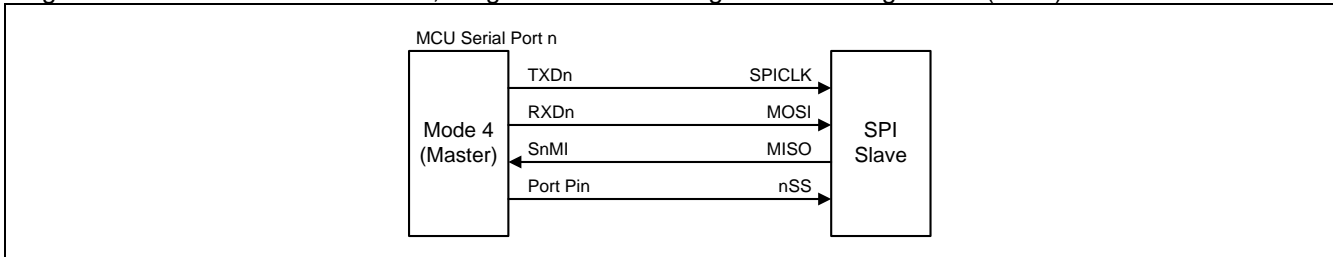 MCU Serial Port n
TXDn SPICLK
RXDn MOSI
Mode 4 SPI
(Master) Slave
SnMI MISO
Port Pin nSS